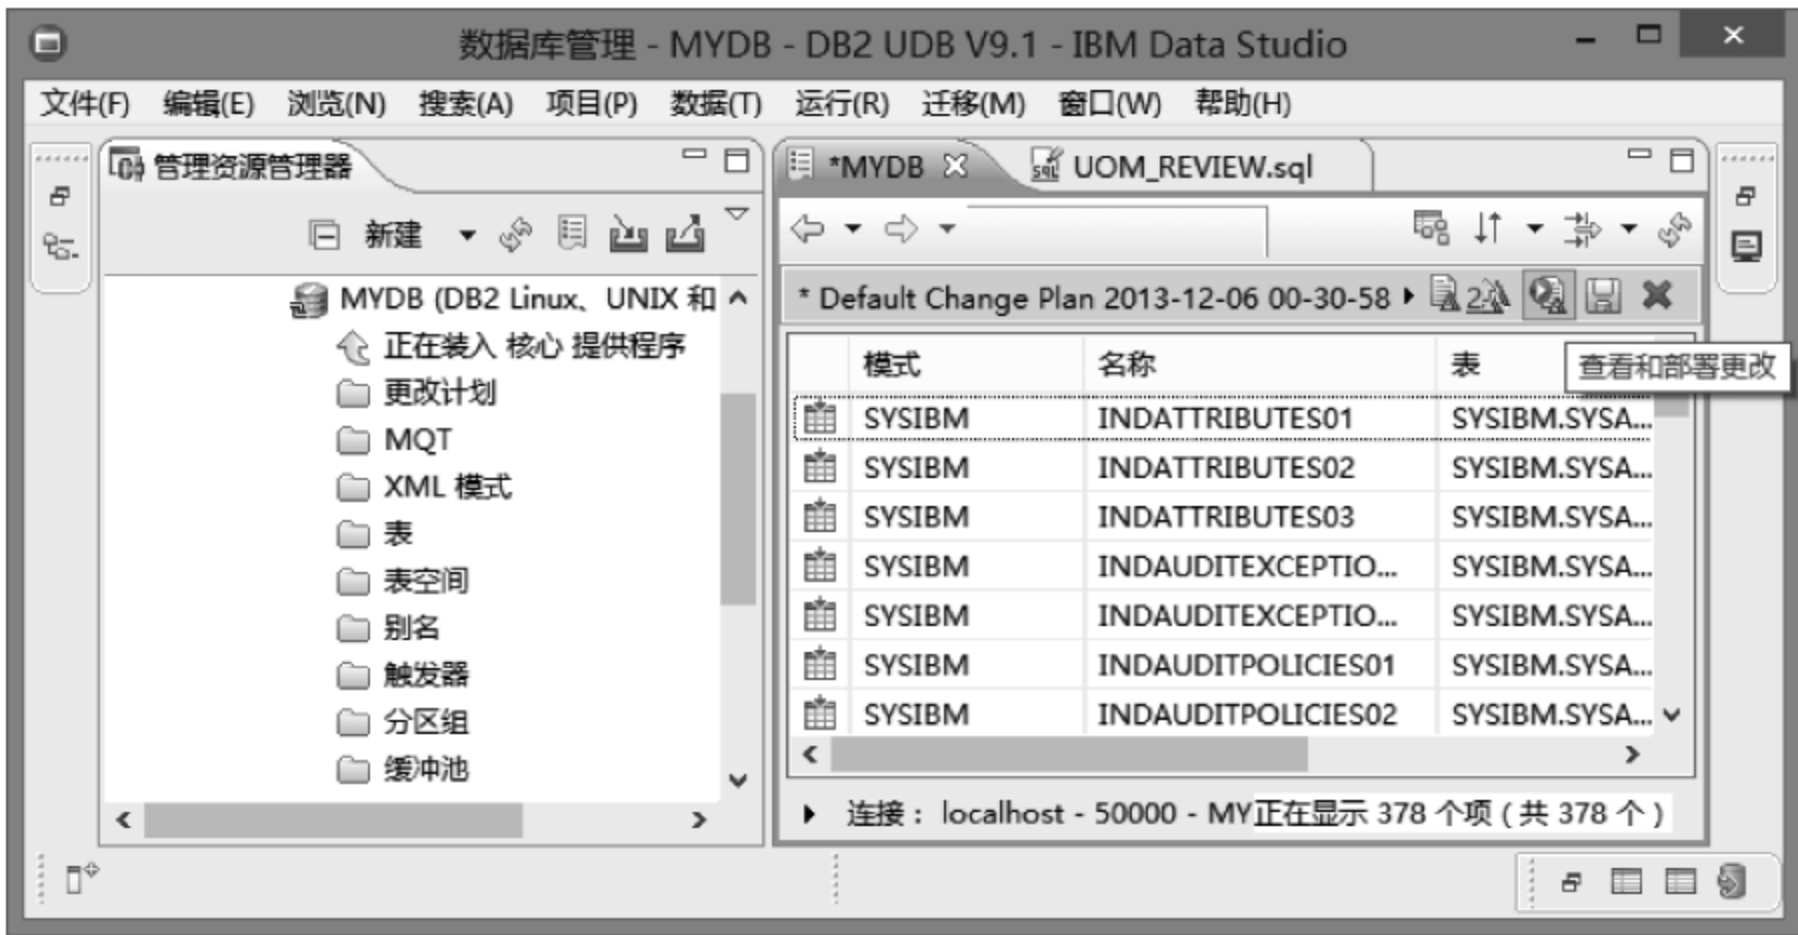 数据库管理 - MYDB - DB2 UDB V9.1 - IBM Data Studio
文件(F) 编辑(E) 浏览(N) 搜索(A) 项目(P) 数据(T) 运行(R) 迁移(M) 窗口(W) 帮助(H)
管理资源管理器
新建
MYDB (DB2 Linux、UNIX 和
正在装入 核心 提供程序
更改计划
MQT
XML 模式
表
表空间
别名
触发器
分区组
缓冲池
*MYDB
UOM_REVIEW.sql
* Default Change Plan 2013-12-06 00-30-58
查看和部署更改
模式 名称 表
SYSIBM INDATTRIBUTES01 SYSIBM.SYSA...
SYSIBM INDATTRIBUTES02 SYSIBM.SYSA...
SYSIBM INDATTRIBUTES03 SYSIBM.SYSA...
SYSIBM INDAUDITEXCEPTIO... SYSIBM.SYSA...
SYSIBM INDAUDITEXCEPTIO... SYSIBM.SYSA...
SYSIBM INDAUDITPOLICIES01 SYSIBM.SYSA...
SYSIBM INDAUDITPOLICIES02 SYSIBM.SYSA...
连接： localhost - 50000 - MY正在显示 378 个项 ( 共 378 个 )